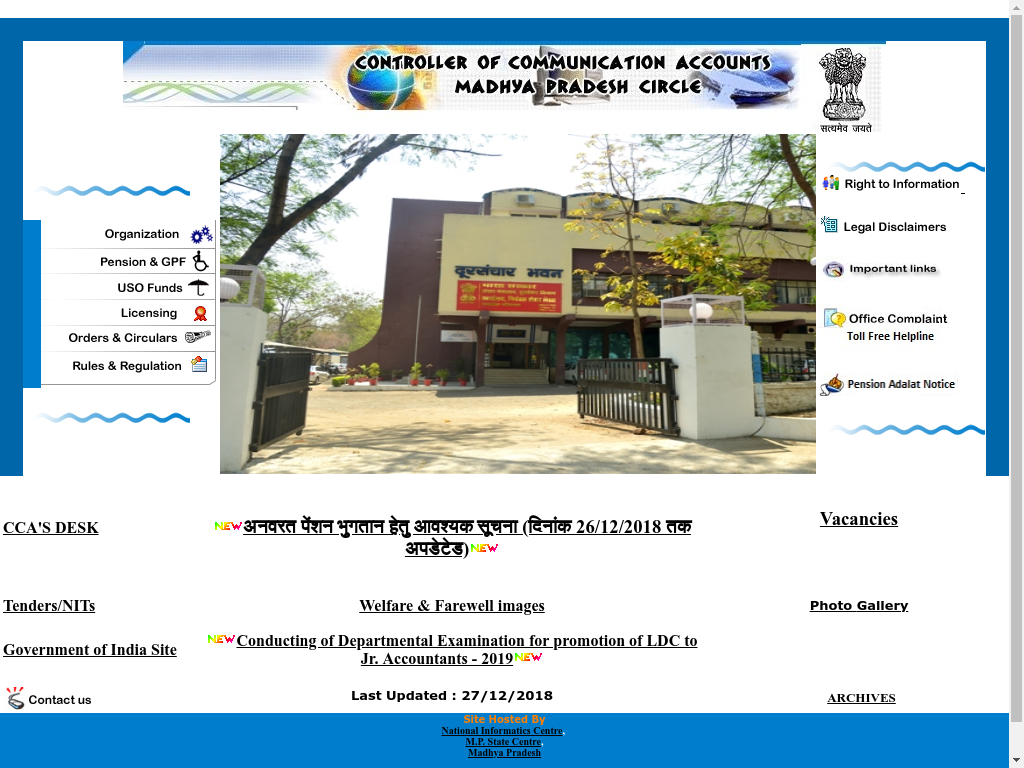 CONTROLLER OF COMMUNICATION ACCOUNTS
MADHYA PRADESH CIRCLE
सत्यमेव जयते
Organization
Pension & GPF
USO Funds
Licensing
Orders & Circulars
Rules & Regulation
दूरसंचार भवन
भारत सरकार
Right to Information
Legal Disclaimers
Important links
Office Complaint
Toll Free Helpline
Pension Adalat Notice
CCA'S DESK
NEW अनवरत पेंशन भुगतान हेतु आवश्यक सूचना (दिनांक 26/12/2018 तक
अपडेटेड) NEW
Vacancies
Tenders/NITs
Welfare & Farewell images
Photo Gallery
Government of India Site
NEW Conducting of Departmental Examination for promotion of LDC to
Jr. Accountants - 2019 NEW
Contact us
Last Updated : 27/12/2018
ARCHIVES
Site Hosted By
National Informatics Centre,
M.P. State Centre,
Madhya Pradesh